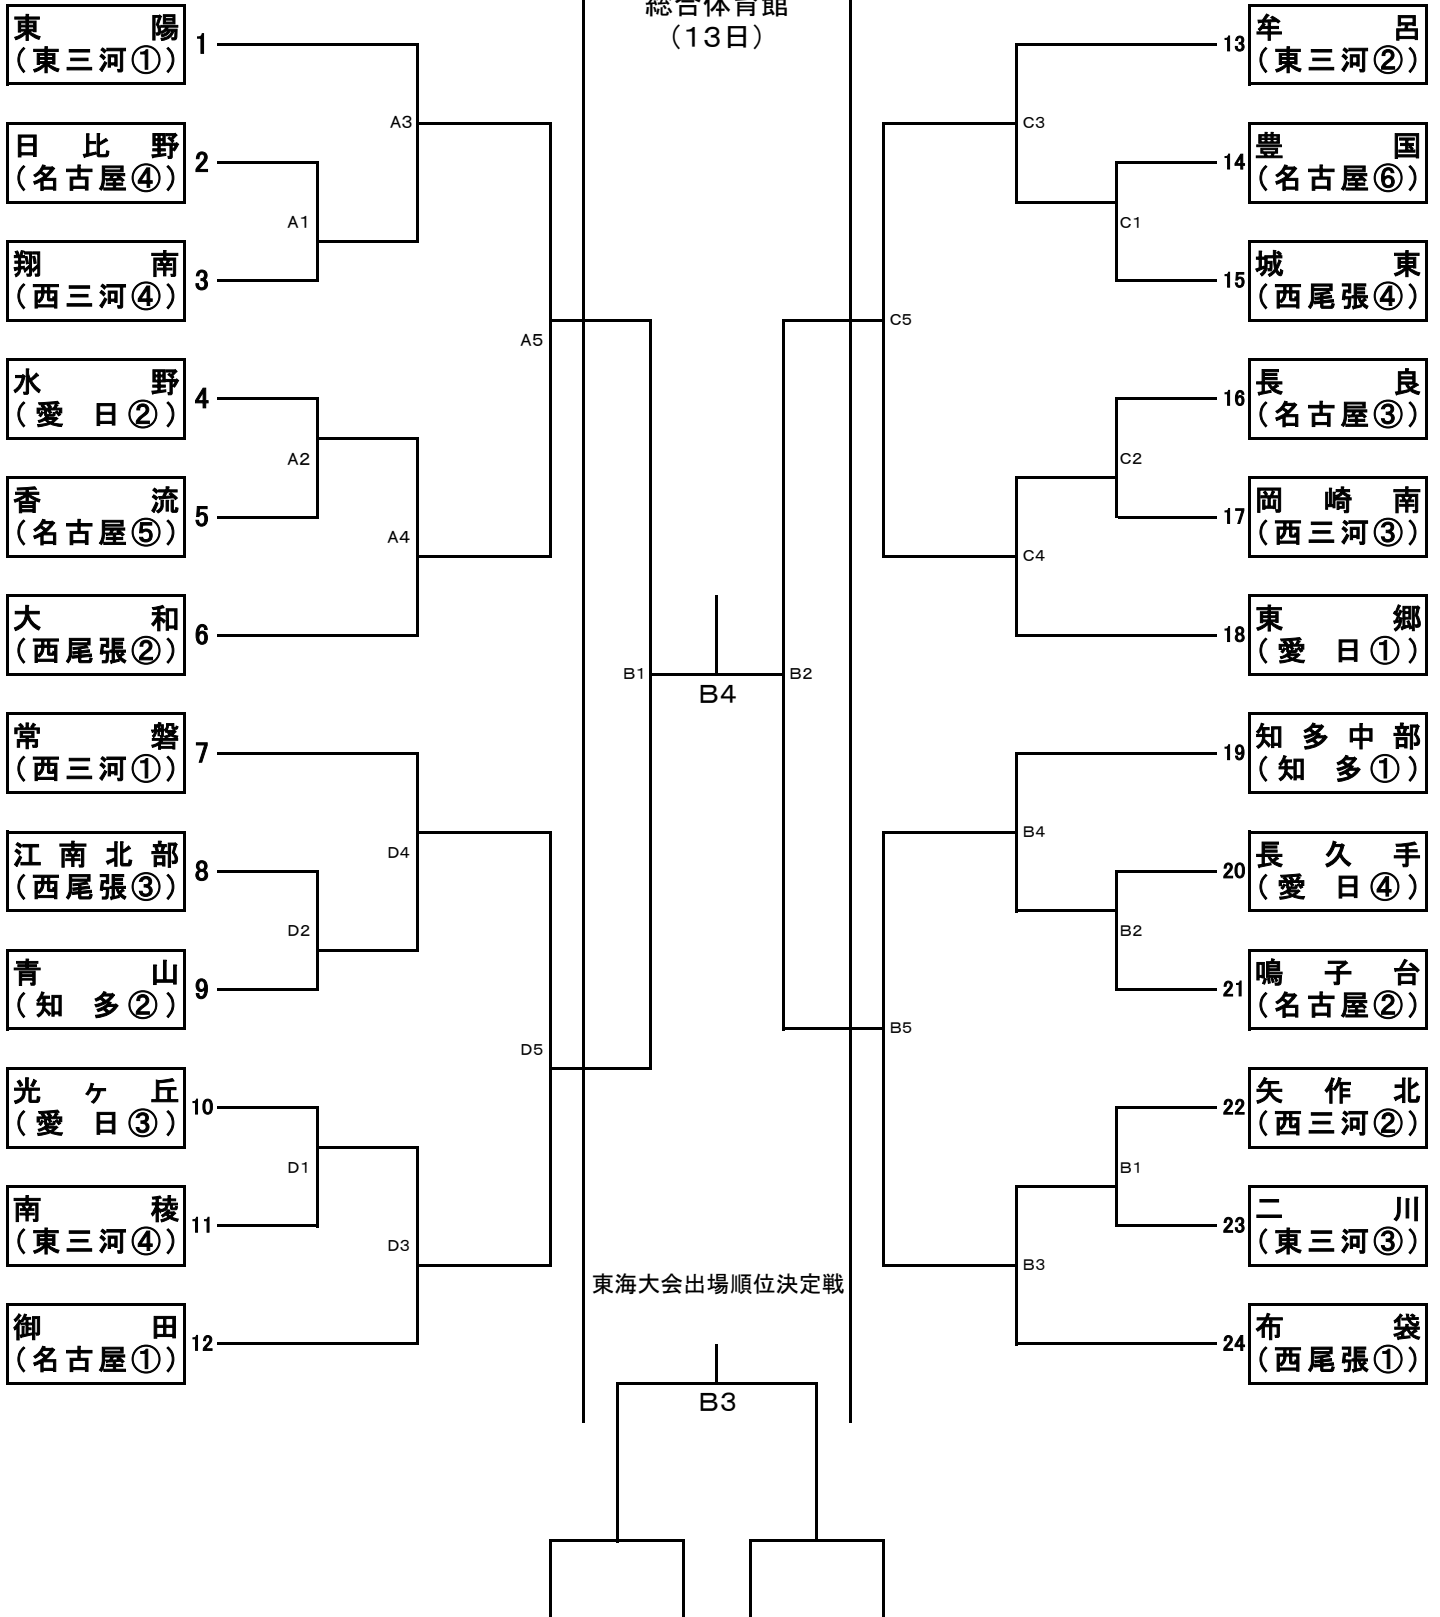 総合体育館
（13日）
東陽
（東三河①）
1
A3
日比野
（名古屋④）
2
A1
翔南
（西三河④）
3
A5
水野
（愛日②）
4
A2
香流
（名古屋⑤）
5
A4
大和
（西尾張②）
6
B1
常磐
（西三河①）
7
D4
江南北部
（西尾張③）
8
D2
青山
（知多②）
9
D5
光ヶ丘
（愛日③）
10
D1
南稜
（東三河④）
11
D3
御田
（名古屋①）
12
B4
B2
13
牟呂
（東三河②）
C3
14
豊国
（名古屋⑥）
C1
15
城東
（西尾張④）
C5
16
長良
（名古屋③）
C2
17
岡崎南
（西三河③）
C4
18
東郷
（愛日①）
19
知多中部
（知多①）
B4
20
長久手
（愛日④）
B2
21
鳴子台
（名古屋②）
B5
22
矢作北
（西三河②）
B1
23
二川
（東三河③）
B3
24
布袋
（西尾張①）
東海大会出場順位決定戦
B3